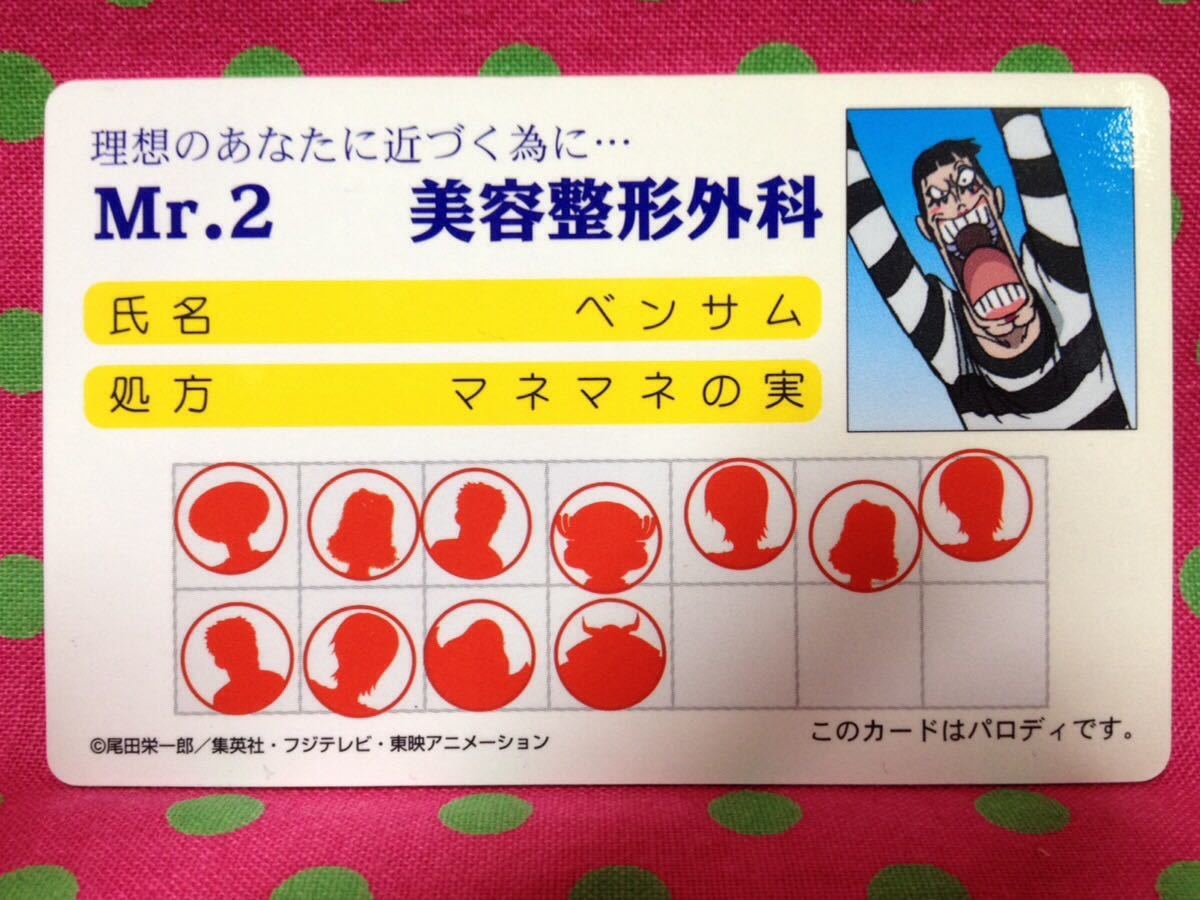 理想のあなたに近づく為に…
Mr.2 美容整形外科
氏名 ベンサム
処方 マネマネの実
©尾田栄一郎／集英社・フジテレビ・東映アニメーション
このカードはパロディです。